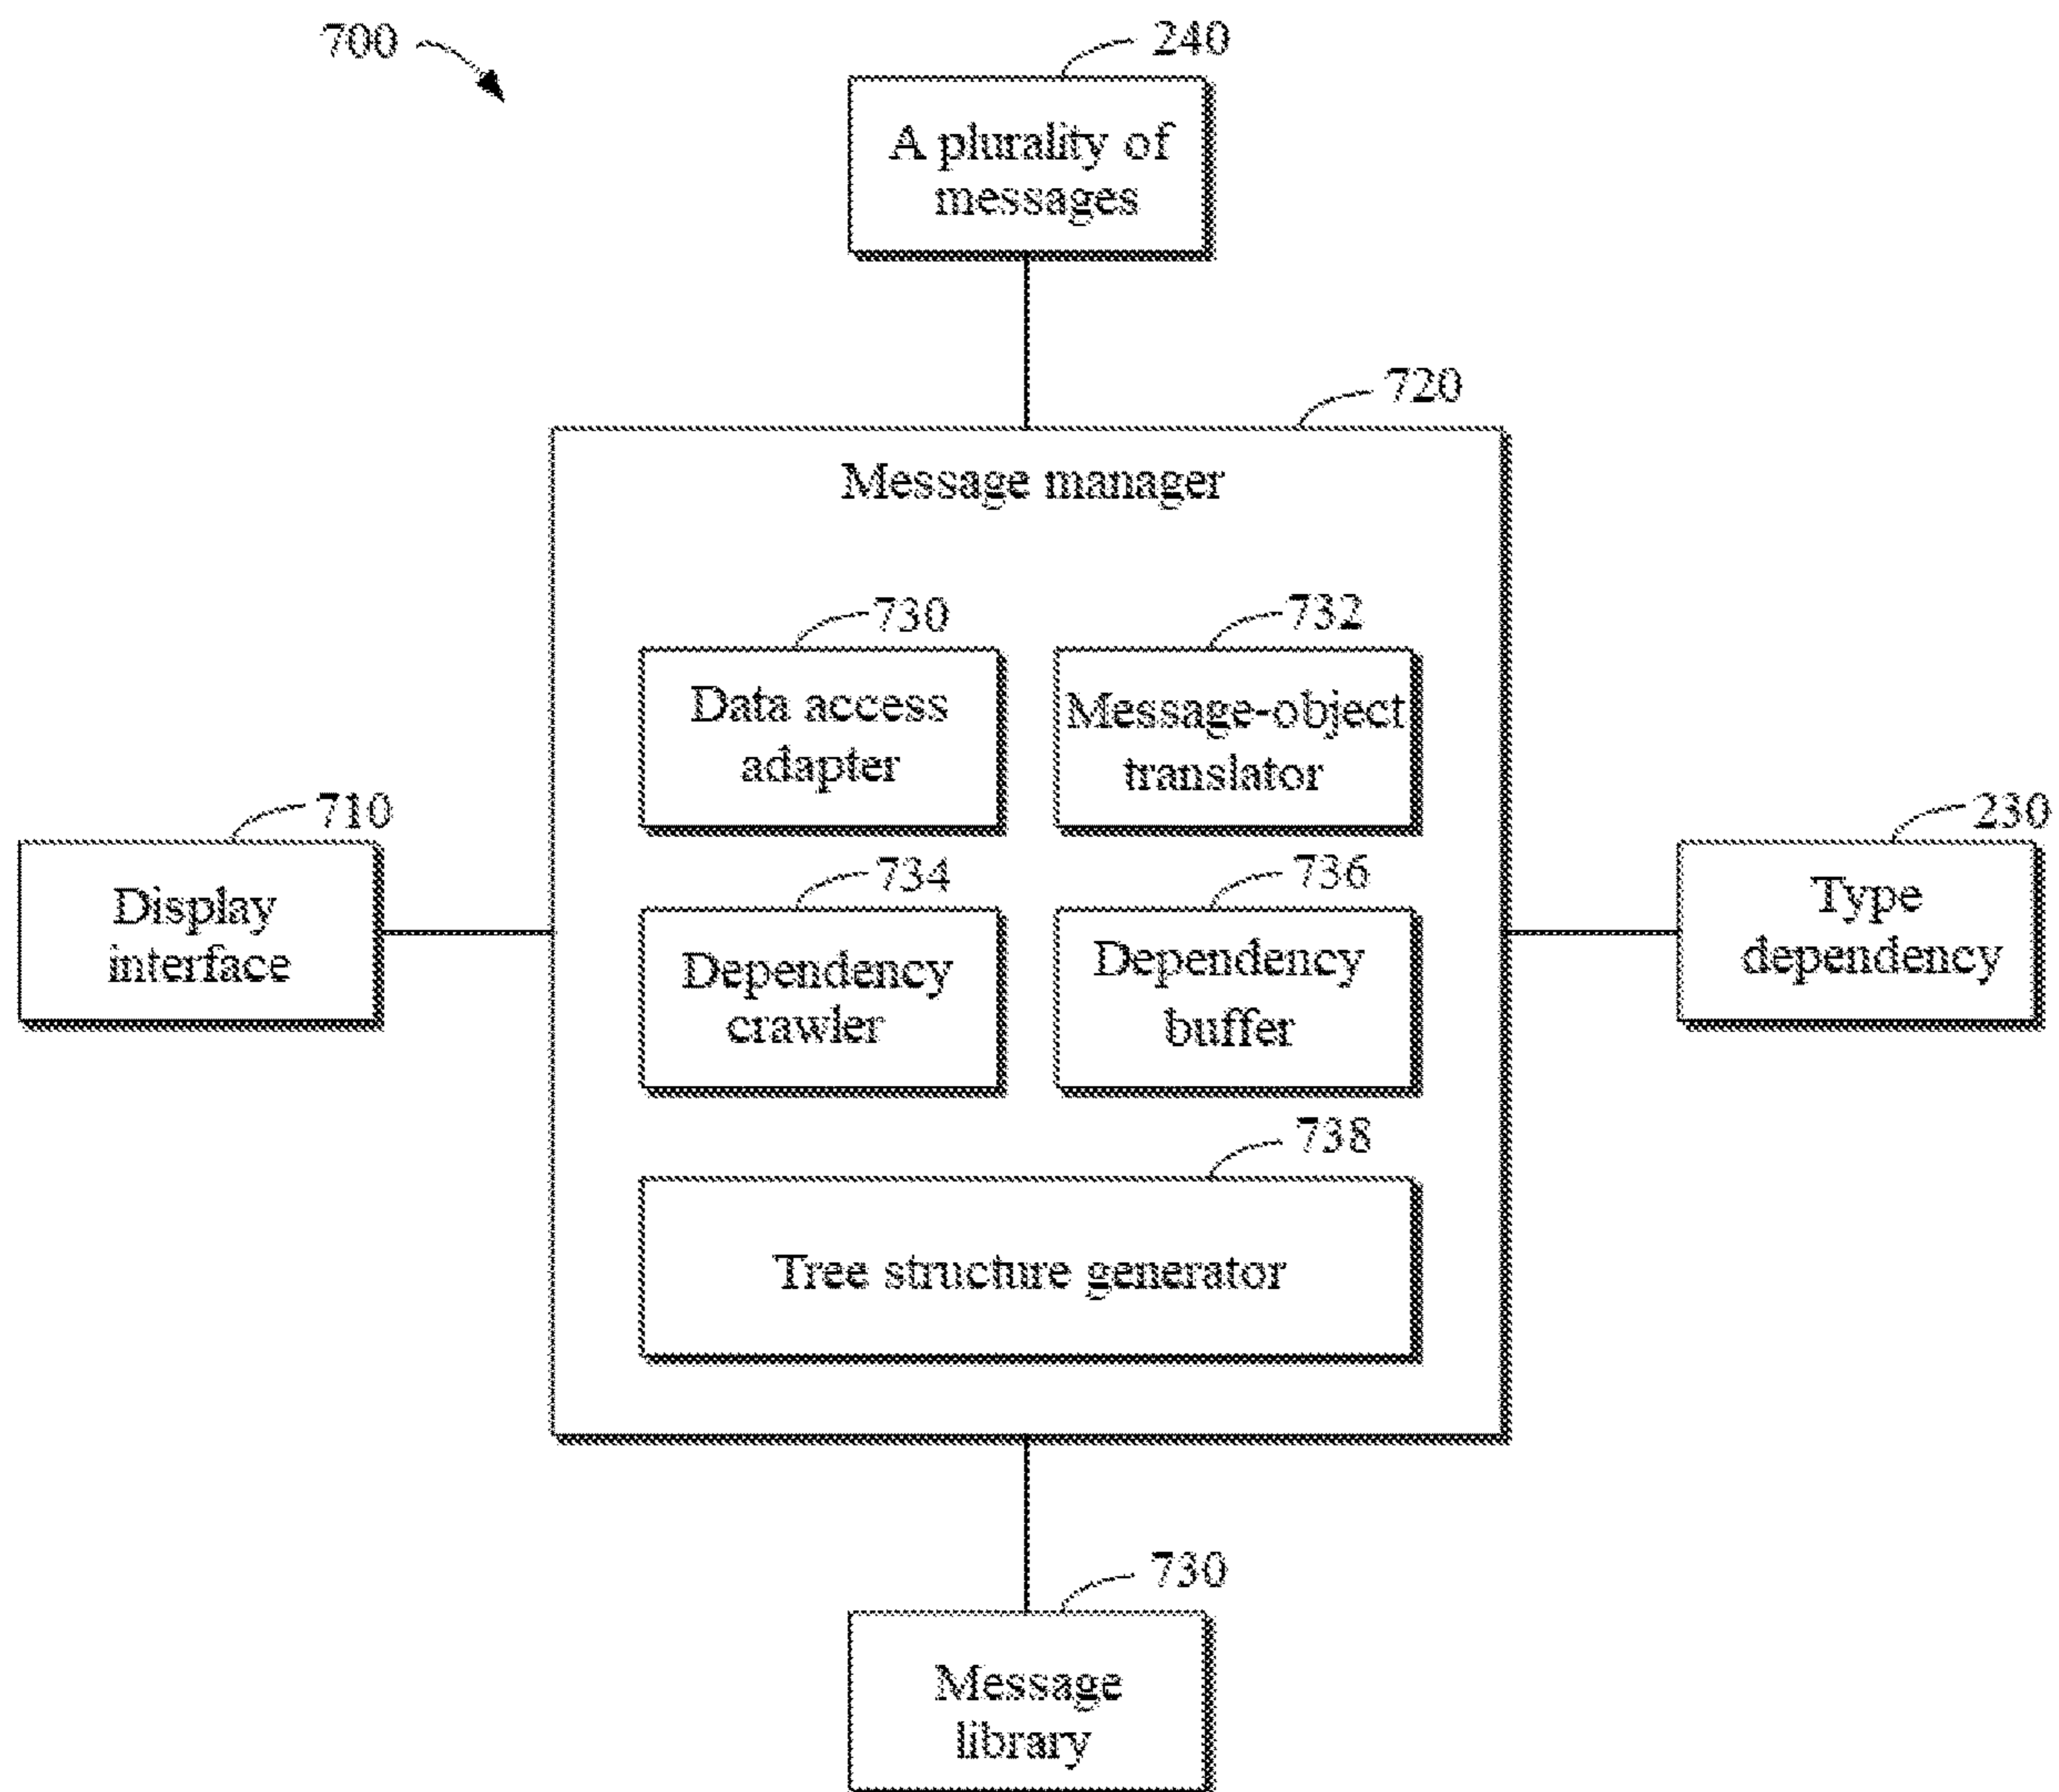 700
240
A plurality of
messages
720
Message manager
730
732
Data access
adapter
Message-object
translator
710
Display
interface
734
736
Dependency
crawler
Dependency
buffer
230
Type
dependency
738
Tree structure generator
730
Message
library